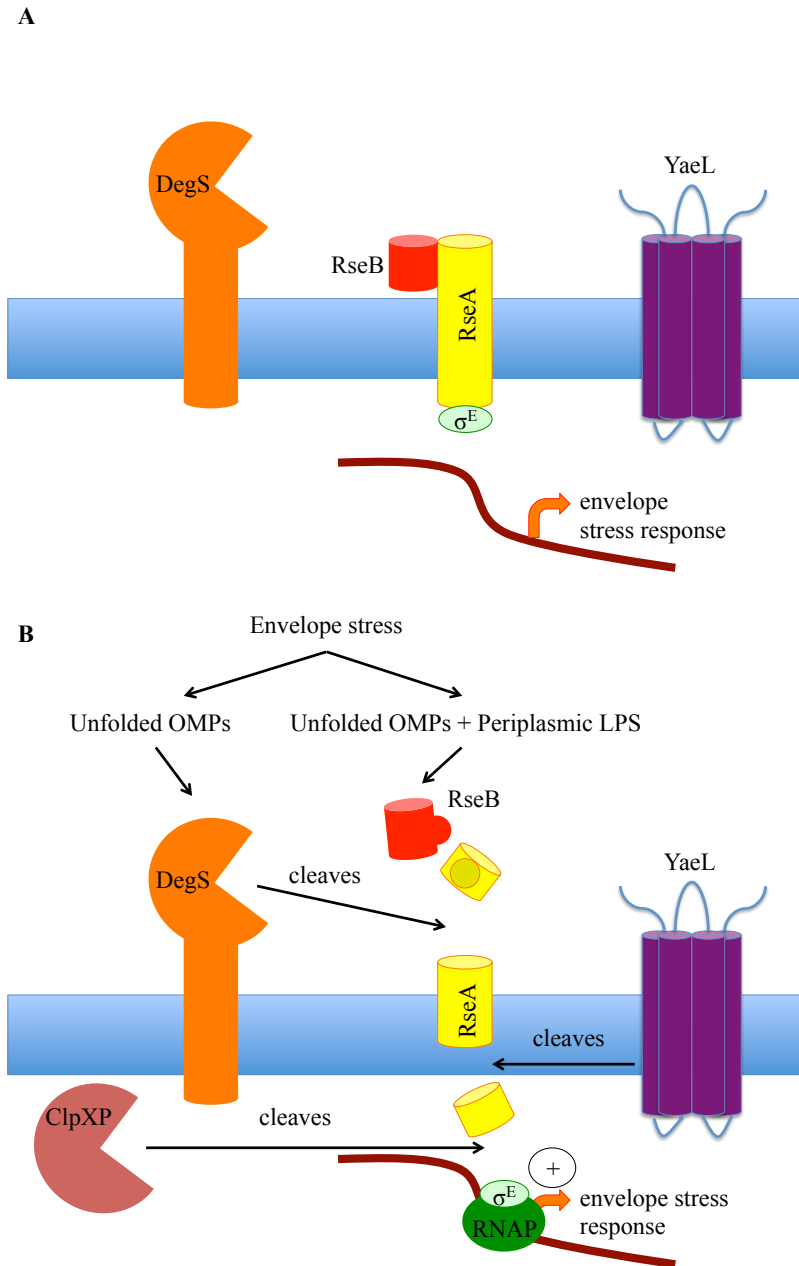 A
DegS
YaeL
RseB
RseA
σᴱ
envelope
stress response
B
Envelope stress
Unfolded OMPs
Unfolded OMPs + Periplasmic LPS
RseB
DegS
cleaves
YaeL
RseA
cleaves
ClpXP
cleaves
+
σᴱ
envelope stress
response
RNAP